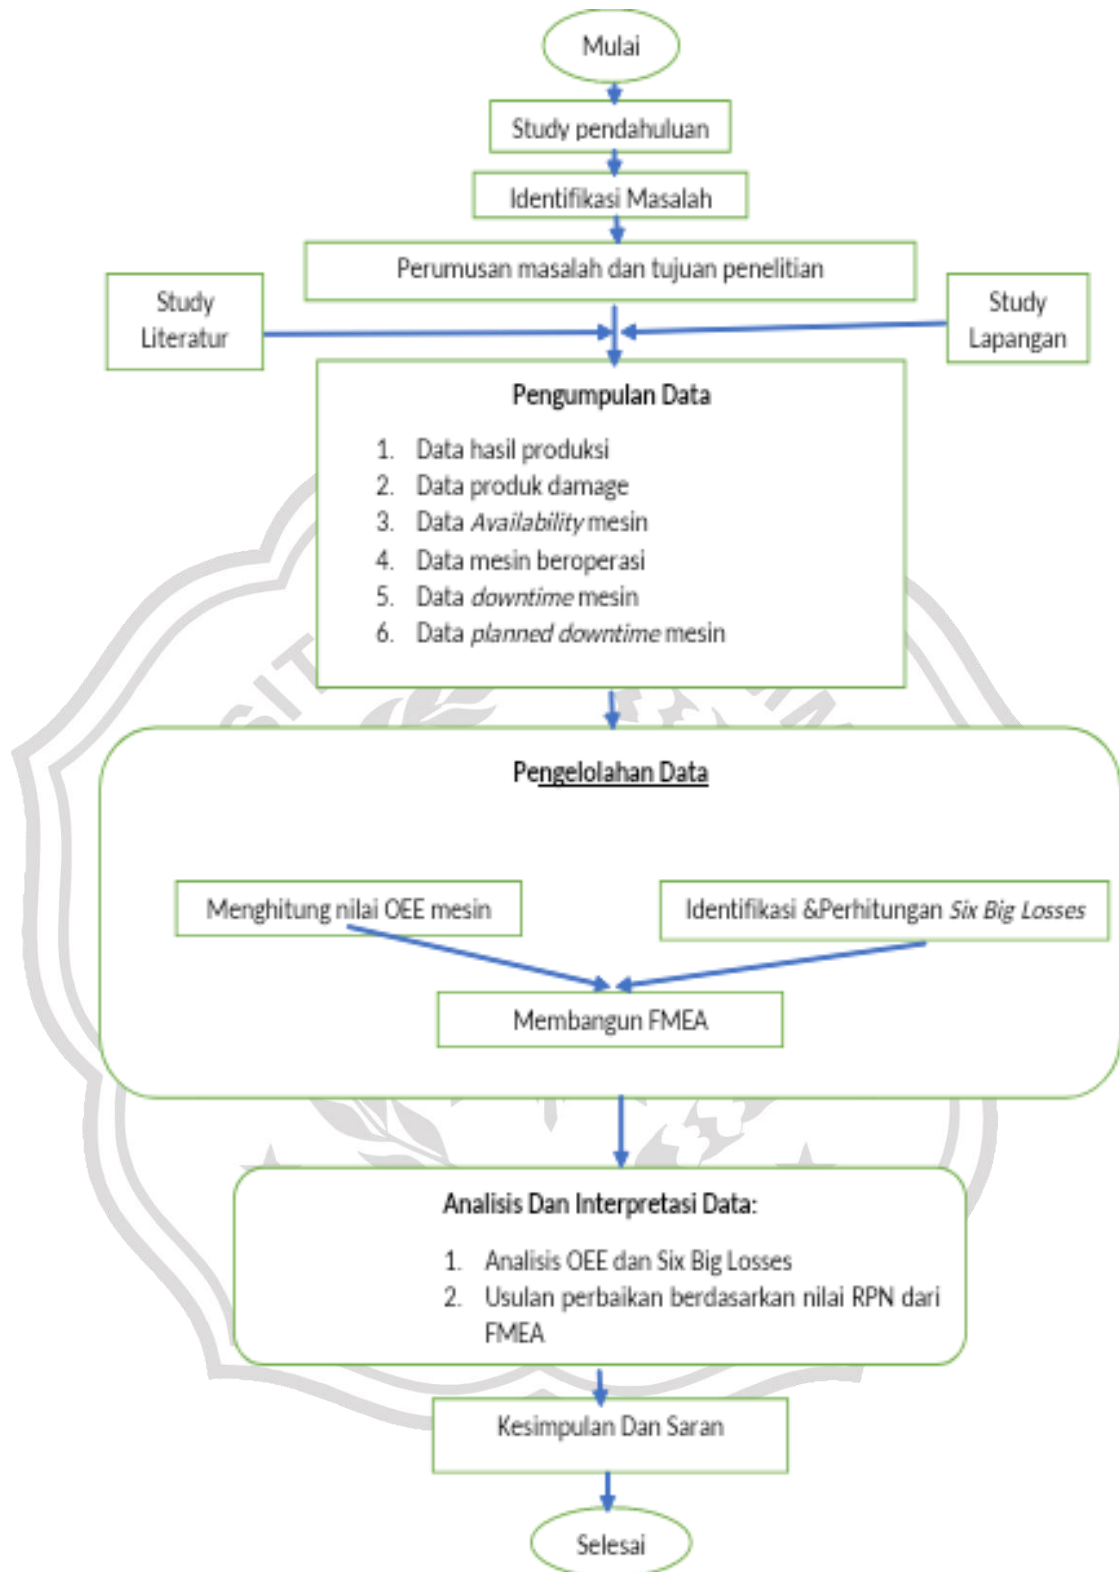 Mulai
Study pendahuluan
Identifikasi Masalah
Perumusan masalah dan tujuan penelitian
Study
Literatur
Study
Lapangan
Pengumpulan Data
1. Data hasil produksi
2. Data produk damage
3. Data Availability mesin
4. Data mesin beroperasi
5. Data downtime mesin
6. Data planned downtime mesin
Pengelolahan Data
Menghitung nilai OEE mesin
Identifikasi &Perhitungan Six Big Losses
Membangun FMEA
Analisis Dan Interpretasi Data:
1. Analisis OEE dan Six Big Losses
2. Usulan perbaikan berdasarkan nilai RPN dari
FMEA
Kesimpulan Dan Saran
Selesai